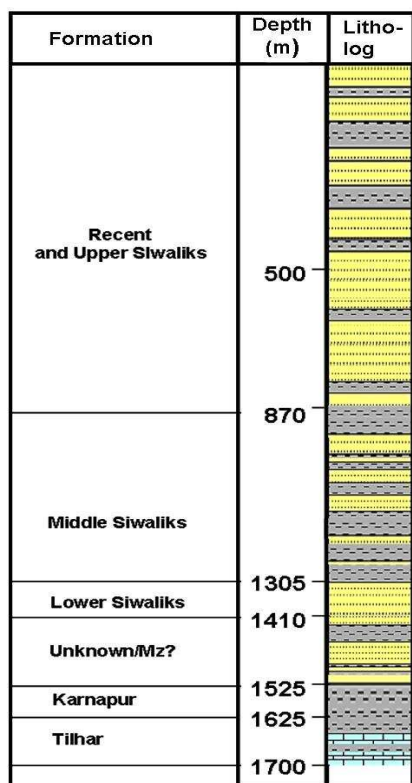 Formation Depth (m) Litho-log
Recent
and Upper SIwaliks
500
870
Middle Siwaliks
1305
Lower Siwaliks
1410
Unknown/Mz?
1525
Karnapur
1625
Tilhar
1700